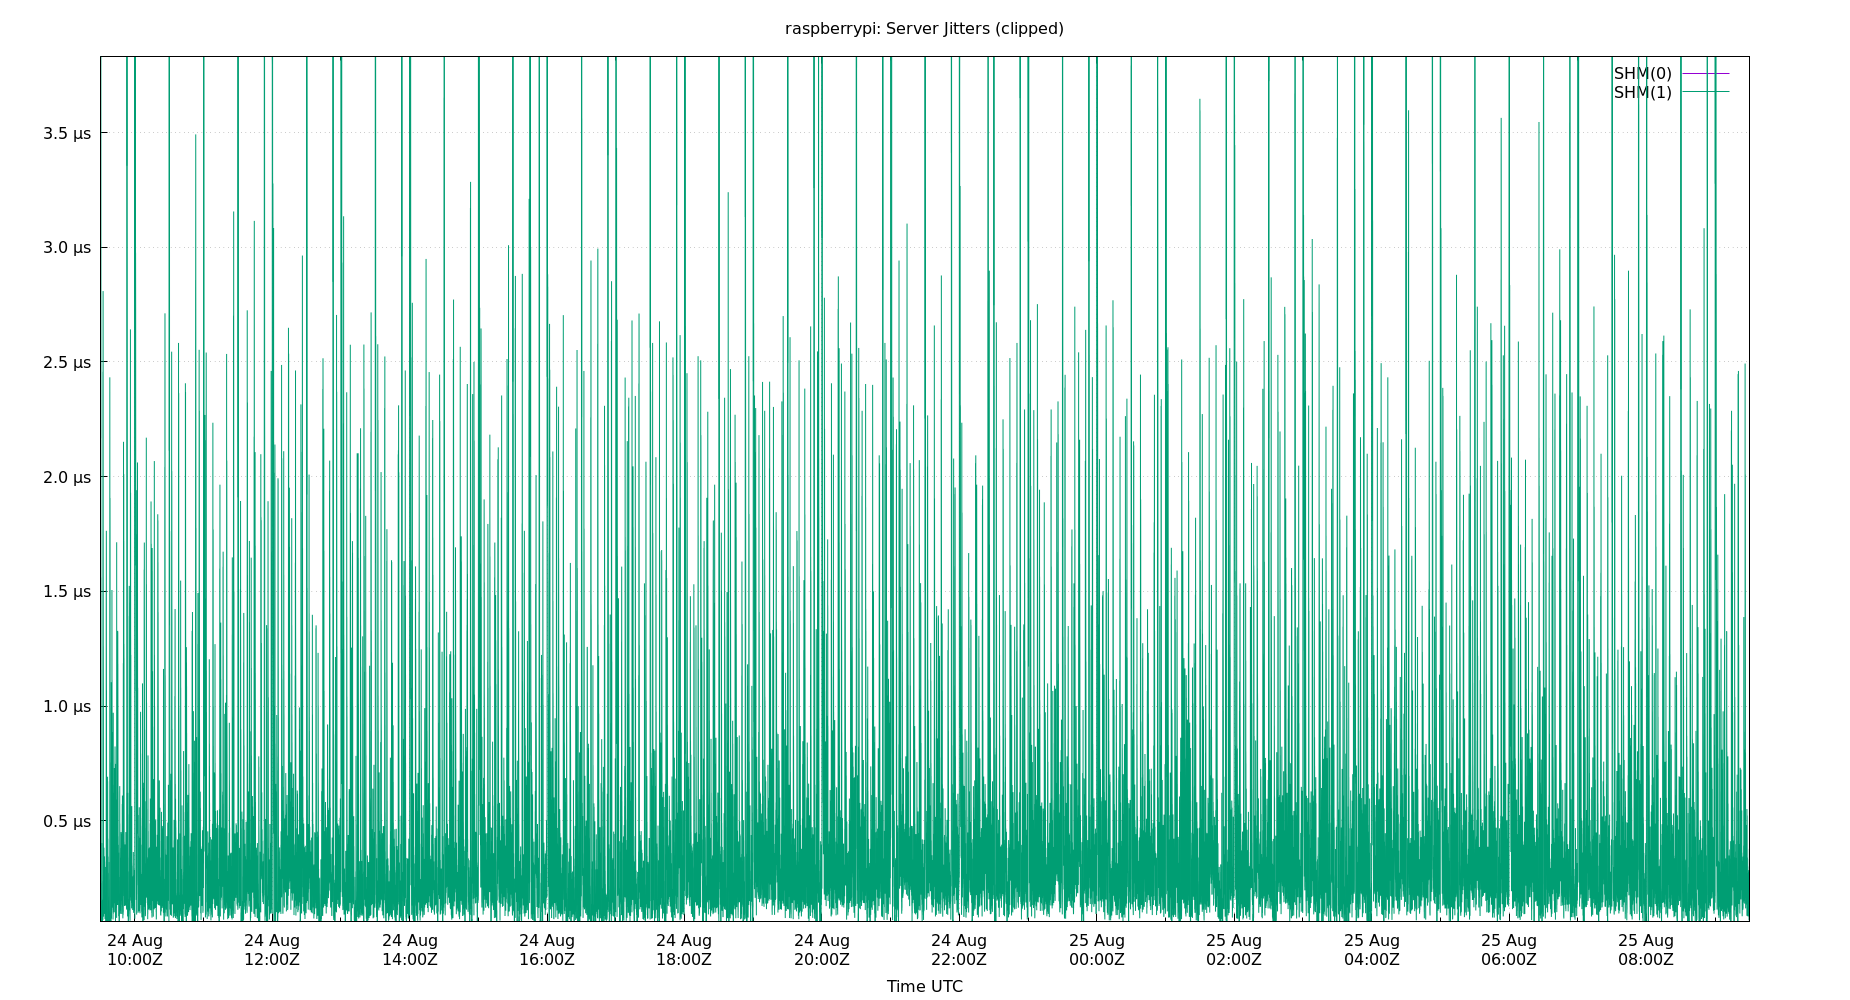 raspberrypi: Server Jitters (clipped)
SHM(0)
SHM(1)
3.5 µs
3.0 µs
2.5 µs
2.0 µs
1.5 µs
1.0 µs
0.5 µs
24 Aug 24 Aug 24 Aug 24 Aug 24 Aug 24 Aug 24 Aug 25 Aug 25 Aug 25 Aug 25 Aug 25 Aug
10:00Z 12:00Z 14:00Z 16:00Z 18:00Z 20:00Z 22:00Z 00:00Z 02:00Z 04:00Z 06:00Z 08:00Z
Time UTC